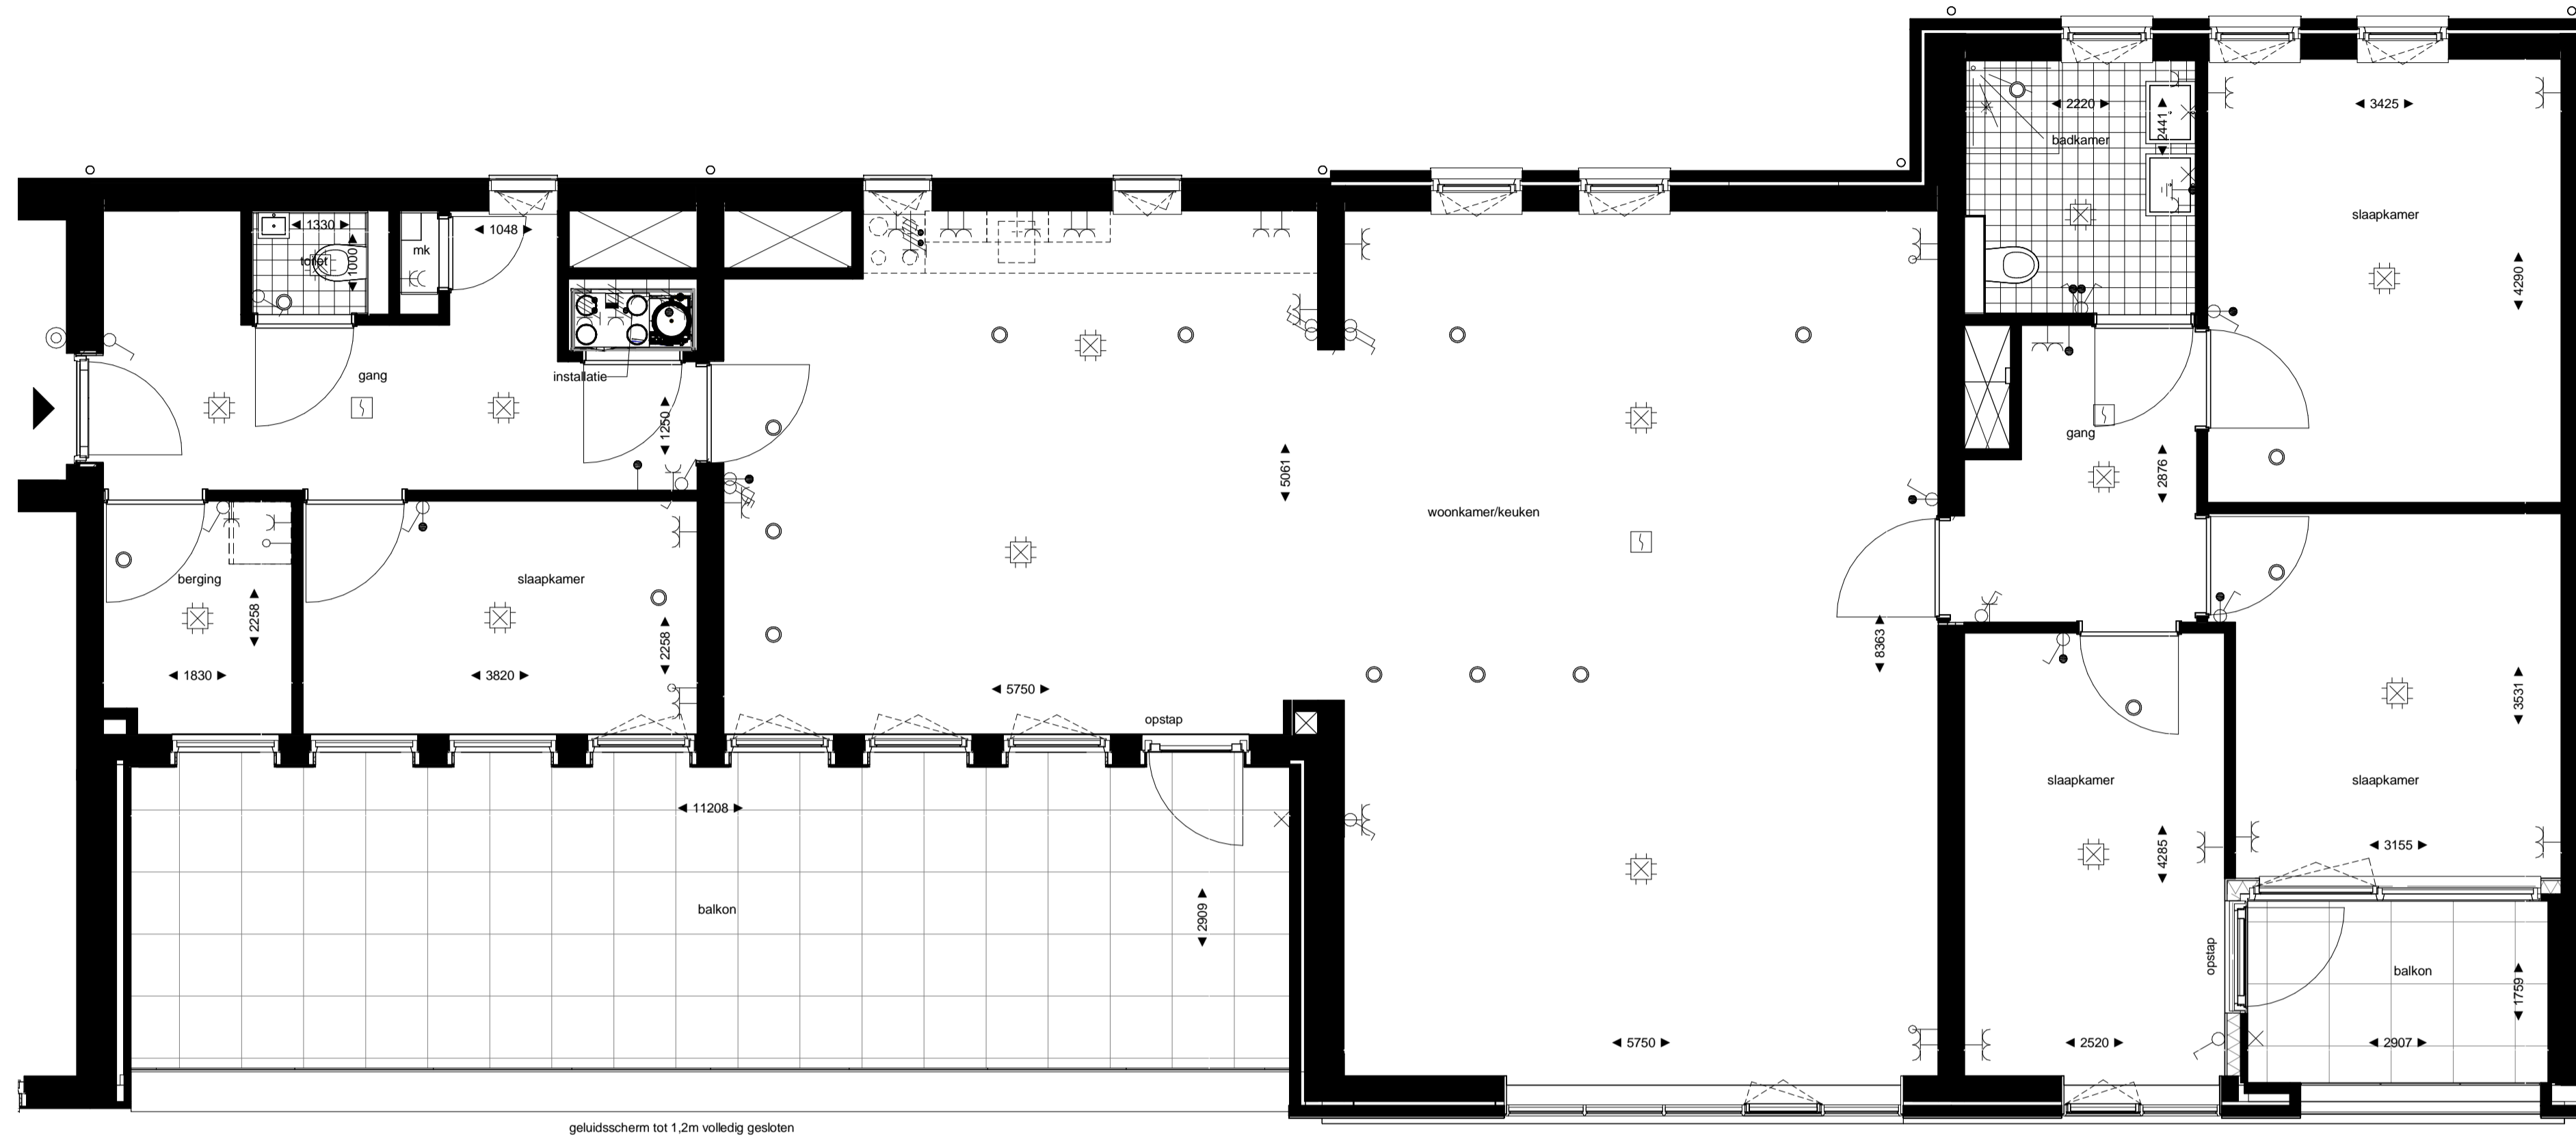 2220
2441
badkamer
3425
slaapkamer
4290
1330
toilet
1000
mk
1048
gang
installatie
1250
5061
woonkamer/keuken
gang
2876
berging
2258
1830
slaapkamer
3820
2258
5750
opstap
8363
slaapkamer
4285
2520
slaapkamer
3531
3155
11208
balkon
2909
5750
opstap
balkon
1759
2907
geluidsscherm tot 1,2m volledig gesloten